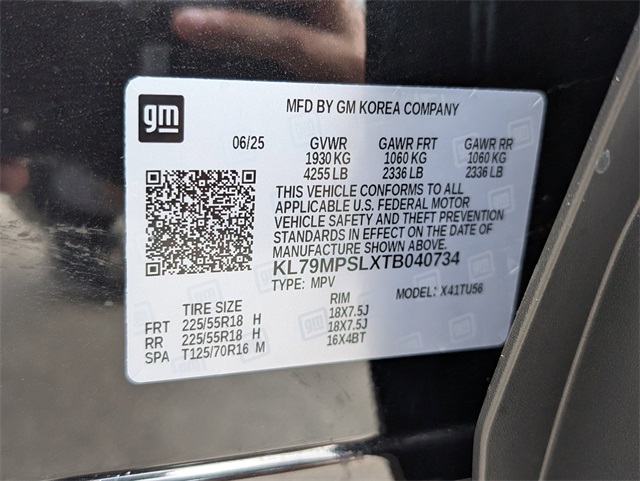 gm
MFD BY GM KOREA COMPANY
06/25 GVWR GAWR FRT GAWR RR
1930 KG 1060 KG 1060 KG
4255 LB 2336 LB 2336 LB
THIS VEHICLE CONFORMS TO ALL
APPLICABLE U.S. FEDERAL MOTOR
VEHICLE SAFETY AND THEFT PREVENTION
STANDARDS IN EFFECT ON THE DATE OF
MANUFACTURE SHOWN ABOVE.
KL79MPSLXTB040734
TYPE: MPV MODEL: X41TU56
TIRE SIZE RIM
FRT 225/55R18 H 18X7.5J
RR 225/55R18 H 18X7.5J
SPA T125/70R16 M 16X4BT